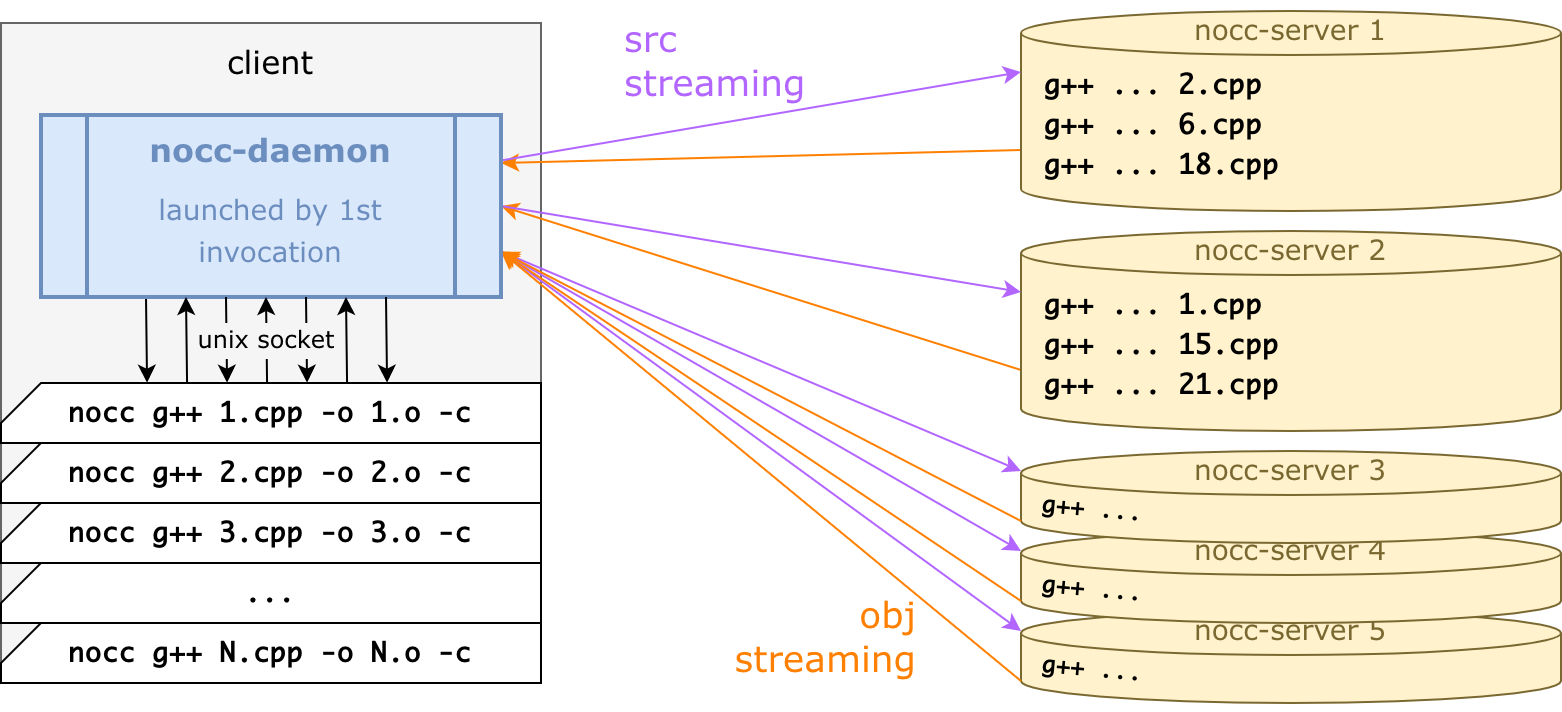 client
nocc-daemon
launched by 1st
invocation
unix socket
nocc g++ 1.cpp -o 1.o -c
nocc g++ 2.cpp -o 2.o -c
nocc g++ 3.cpp -o 3.o -c
...
nocc g++ N.cpp -o N.o -c
src
streaming
obj
streaming
nocc-server 1
g++ ... 2.cpp
g++ ... 6.cpp
g++ ... 18.cpp
nocc-server 2
g++ ... 1.cpp
g++ ... 15.cpp
g++ ... 21.cpp
nocc-server 3
g++ ...
nocc-server 4
g++ ...
nocc-server 5
g++ ...